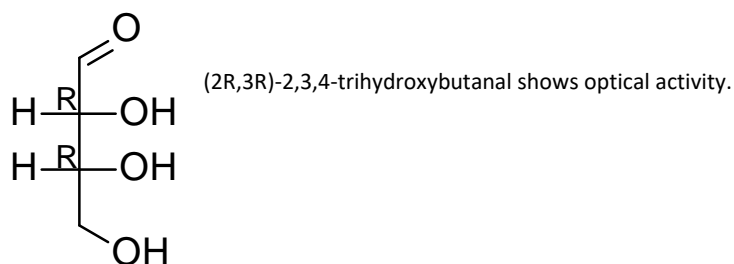 O
(2R,3R)-2,3,4-trihydroxybutanal shows optical activity.
R
H OH
R
H OH
OH